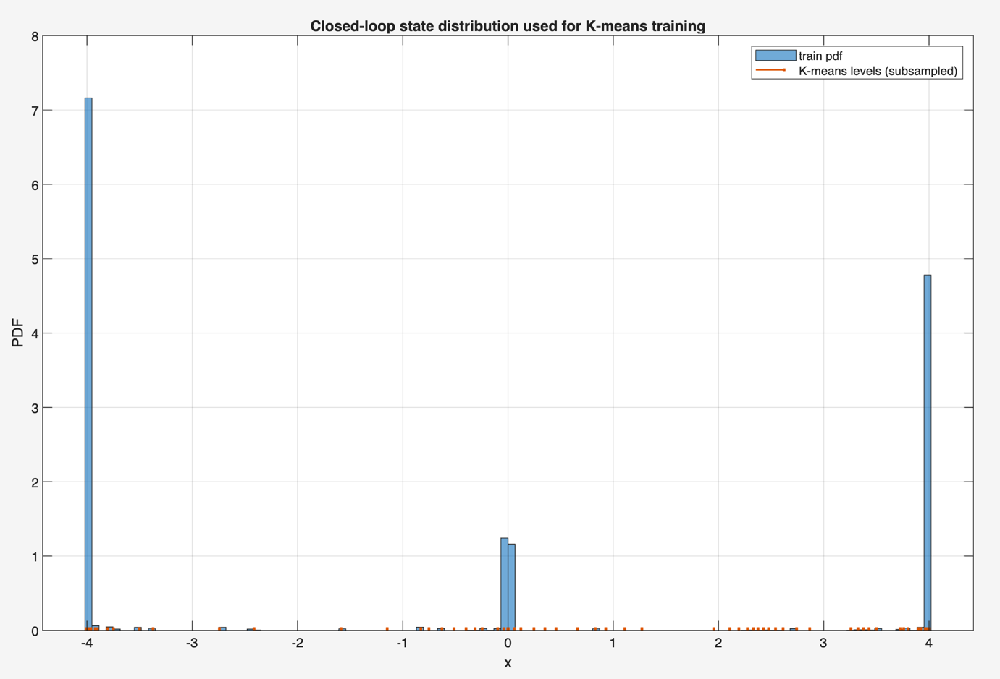 Closed-loop state distribution used for K-means training
train pdf
K-means levels (subsampled)
8
7
6
5
4
3
2
1
0
PDF
-4 -3 -2 -1 0 1 2 3 4
x